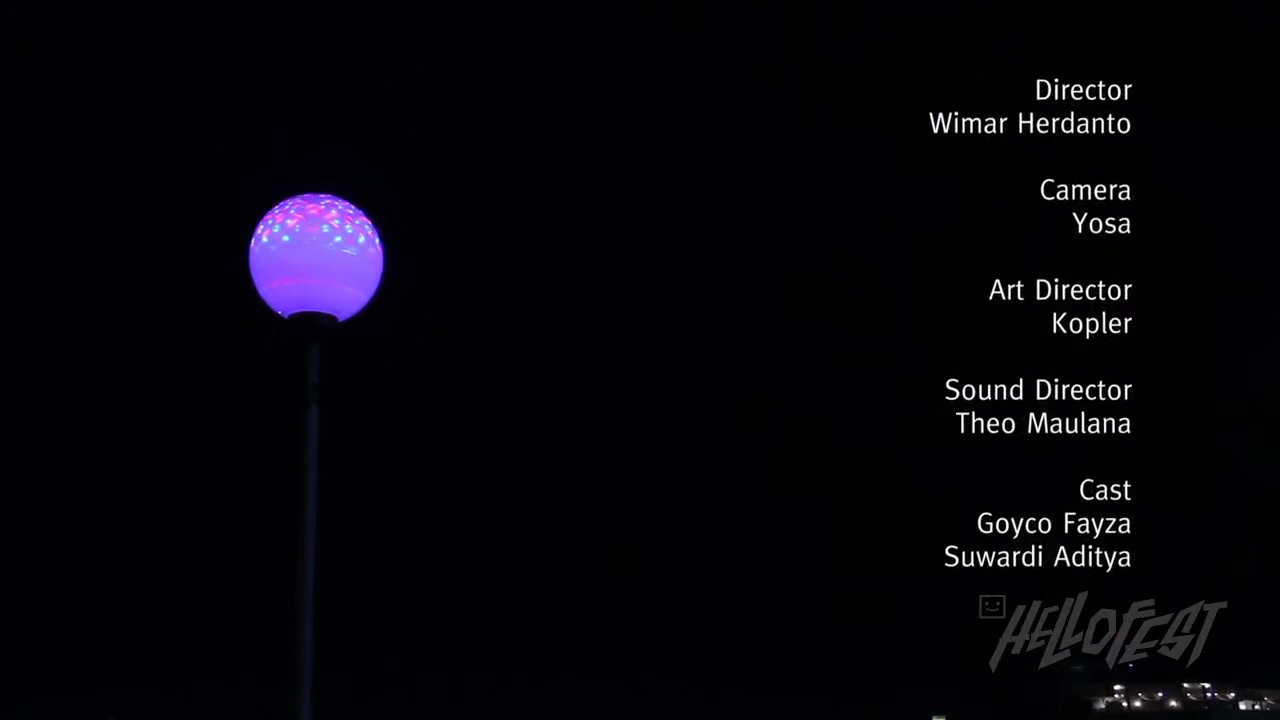 Director
Wimar Herdanto
Camera
Yosa
Art Director
Kopler
Sound Director
Theo Maulana
Cast
Goyco Fayza
Suwardi Aditya
HELLOFEST